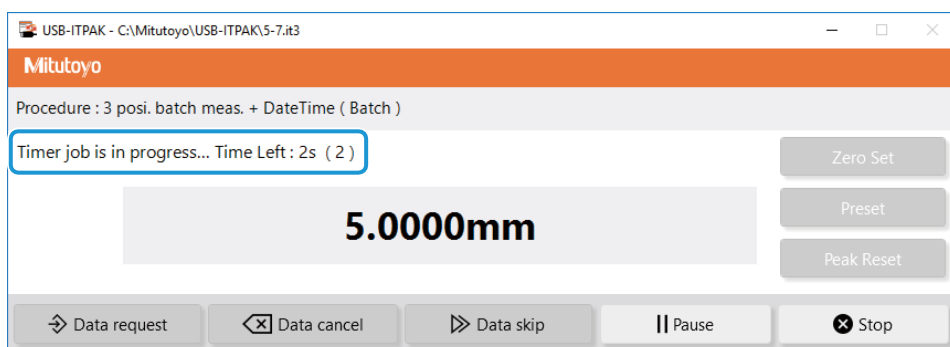 USB-ITPAK - C:\Mitutoyo\USB-ITPAK\5-7.it3
Mitutoyo
Procedure : 3 posi. batch meas. + DateTime ( Batch )
Timer job is in progress... Time Left : 2s ( 2 )
Zero Set
5.0000mm
Preset
Peak Reset
Data request
Data cancel
Data skip
Pause
Stop